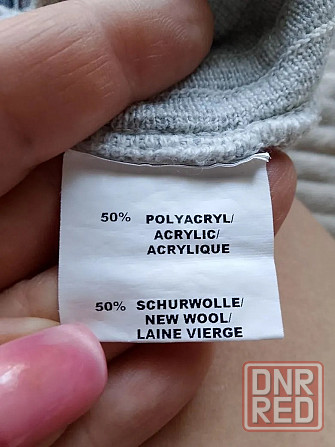 50% POLYACRYL/
ACRYLIC/
ACRYLIQUE
50% SCHURWOLLE/
NEW WOOL/
LAINE VIERGE
DNR
RED